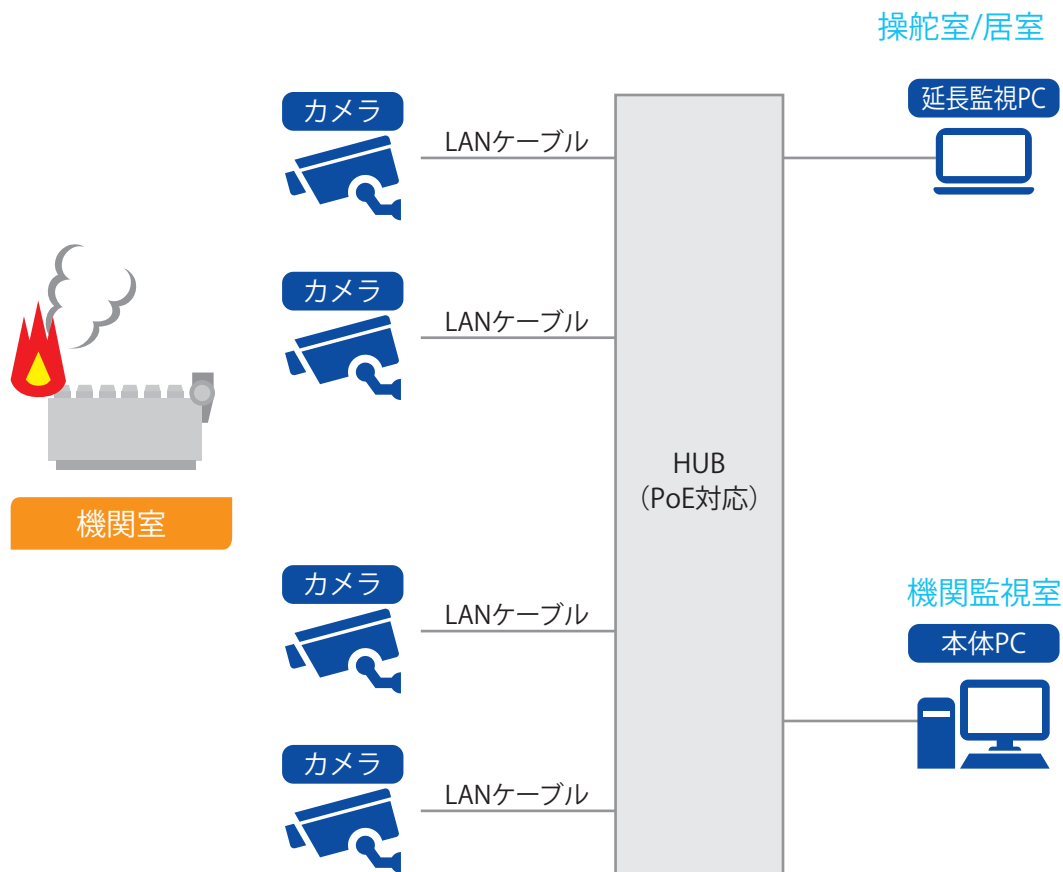 操舵室/居室
延長監視PC
カメラ
LANケーブル
カメラ
LANケーブル
HUB
（PoE対応）
機関室
カメラ
LANケーブル
機関監視室
本体PC
カメラ
LANケーブル